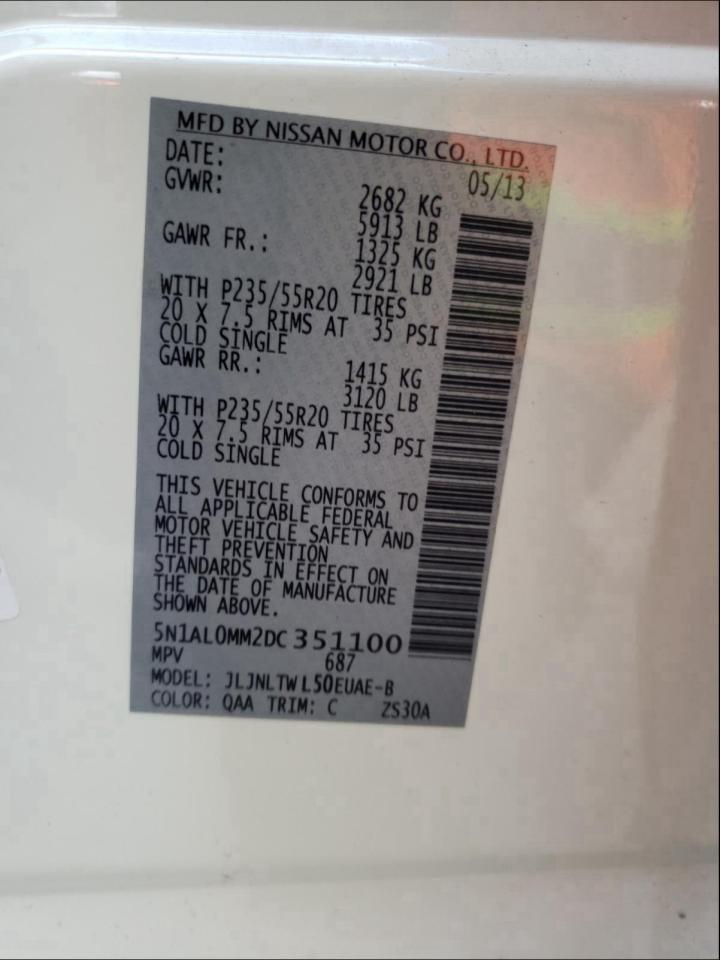 MFD BY NISSAN MOTOR CO., LTD.
DATE: 05/13
GVWR: 2682 KG
5913 LB
GAWR FR.: 1325 KG
2921 LB
WITH P235/55R20 TIRES
20 X 7.5 RIMS AT 35 PSI
COLD SINGLE
GAWR RR.: 1415 KG
3120 LB
WITH P235/55R20 TIRES
20 X 7.5 RIMS AT 35 PSI
COLD SINGLE
THIS VEHICLE CONFORMS TO
ALL APPLICABLE FEDERAL
MOTOR VEHICLE SAFETY AND
THEFT PREVENTION
STANDARDS IN EFFECT ON
THE DATE OF MANUFACTURE
SHOWN ABOVE.
5N1AL0MM2DC351100
MPV 687
MODEL: JLJNLTWL50EUAE-B
COLOR: QAA TRIM: C ZS30A